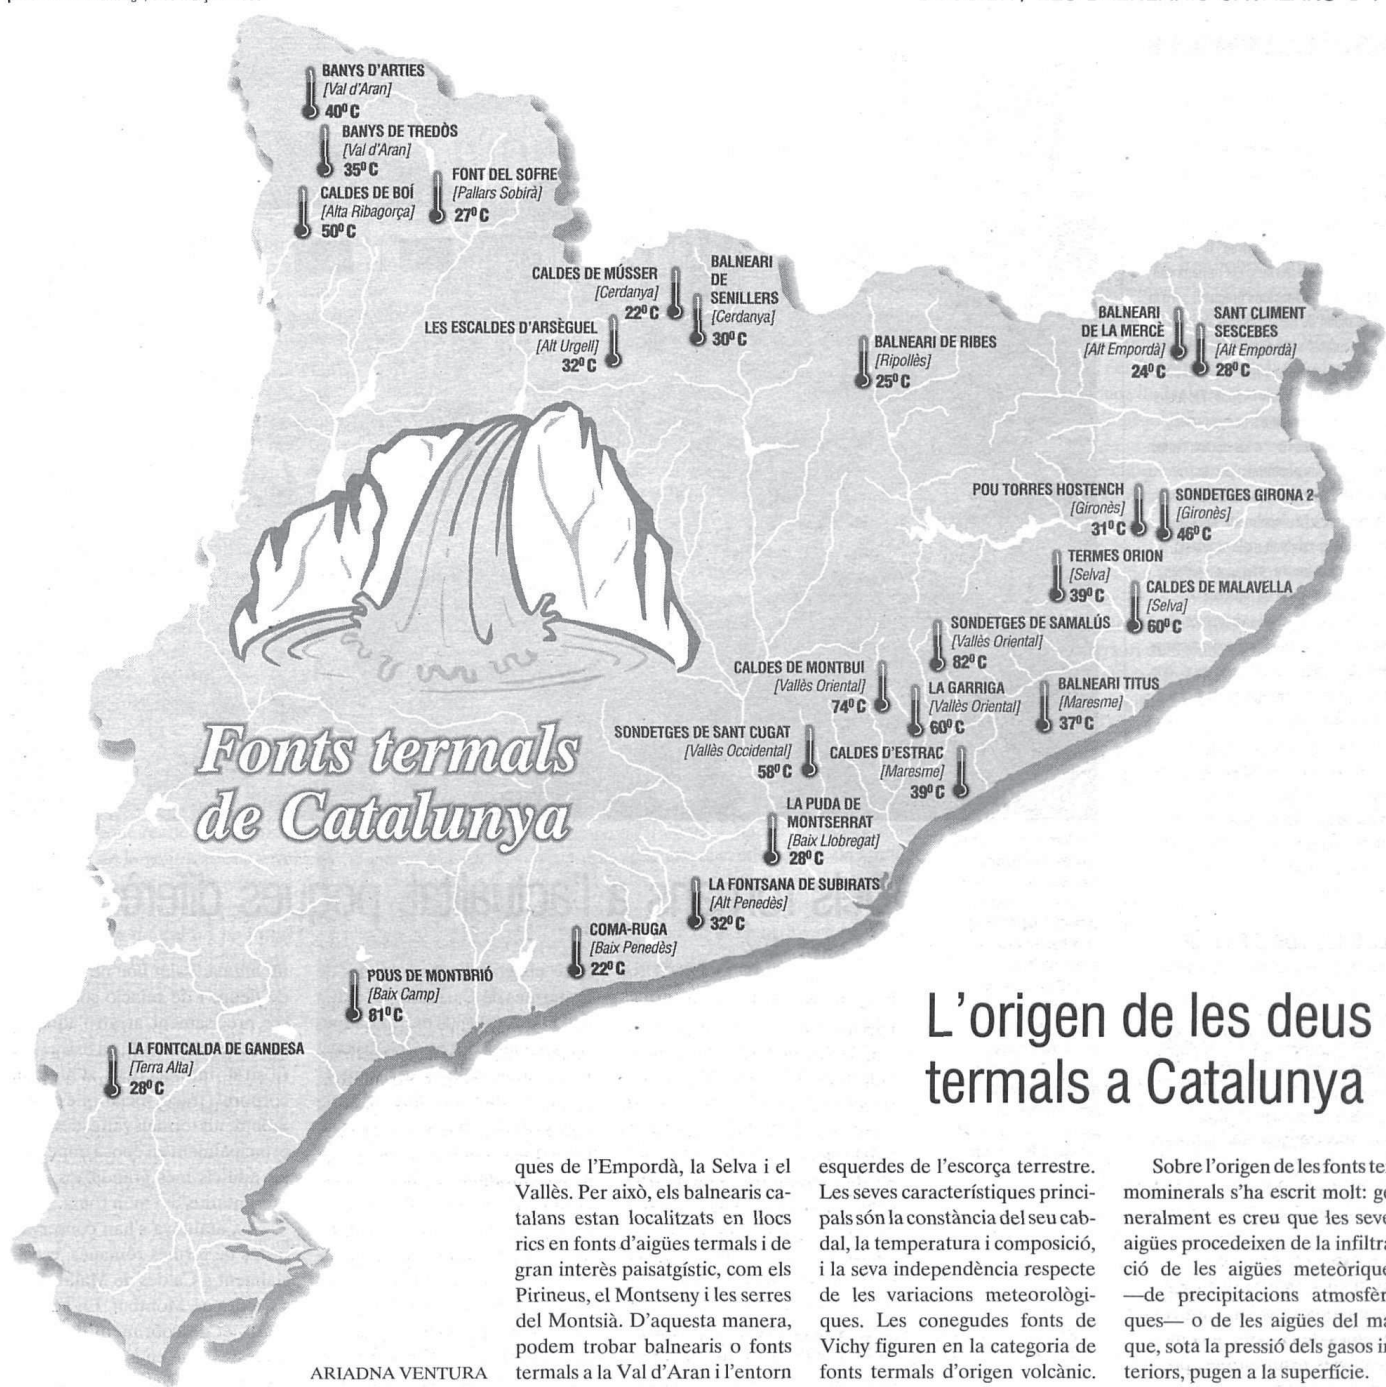 BANYS D'ARTIES
[Val d'Aran]
40º C
BANYS DE TREDÒS
[Val d'Aran]
35º C
FONT DEL SOFRE
[Pallars Sobirà]
27º C
CALDES DE BOÍ
[Alta Ribagorça]
50º C
CALDES DE MÚSSER
[Cerdanya]
22º C
BALNEARI
DE
SENILLERS
[Cerdanya]
30º C
LES ESCALDES D'ARSÈGUEL
[Alt Urgell]
32º C
BALNEARI DE RIBES
[Ripollès]
25º C
BALNEARI
DE LA MERCÈ
[Alt Empordà]
24º C
SANT CLIMENT
SESCEBES
[Alt Empordà]
28º C
POU TORRES HOSTENCH
[Gironès]
31º C
SONDETGES GIRONA 2
[Gironès]
46º C
TERMES ORION
[Selva]
39º C
CALDES DE MALAVELLA
[Selva]
60º C
SONDETGES DE SAMALÚS
[Vallès Oriental]
82º C
CALDES DE MONTBUI
[Vallès Oriental]
74º C
LA GARRIGA
[Vallès Oriental]
60º C
BALNEARI TITUS
[Maresme]
37º C
SONDETGES DE SANT CUGAT
[Vallès Occidental]
58º C
CALDES D'ESTRAC
[Maresme]
39º C
LA PUDA DE
MONTSERRAT
[Baix Llobregat]
28º C
LA FONTSANA DE SUBIRATS
[Alt Penedès]
32º C
COMA-RUGA
[Baix Penedès]
22º C
POUS DE MONTBRIÓ
[Baix Camp]
81º C
LA FONTCALDA DE GANDESA
[Terra Alta]
28º C
Fonts termals
de Catalunya
L'origen de les deus
termals a Catalunya
ARIADNA VENTURA
ques de l'Empordà, la Selva i el
Vallès. Per això, els balnearis ca-
talans estan localitzats en llocs
rics en fonts d'aigües termals i de
gran interès paisatgístic, com els
Pirineus, el Montseny i les serres
del Montsià. D'aquesta manera,
podem trobar balnearis o fonts
termals a la Val d'Aran i l'entorn
esquerdes de l'escorça terrestre.
Les seves característiques princi-
pals són la constància del seu cab-
dal, la temperatura i composició,
i la seva independència respecte
de les variacions meteorològi-
ques. Les conegudes fonts de
Vichy figuren en la categoria de
fonts termals d'origen volcànic.
Sobre l'origen de les fonts te
mominerals s'ha escrit molt: ge
neralment es creu que les seve
aigües procedeixen de la infiltra
ció de les aigües meteòrique
—de precipitacions atmosfèr
ques— o de les aigües del ma
que, sota la pressió dels gasos in
teriors, pugen a la superfície.